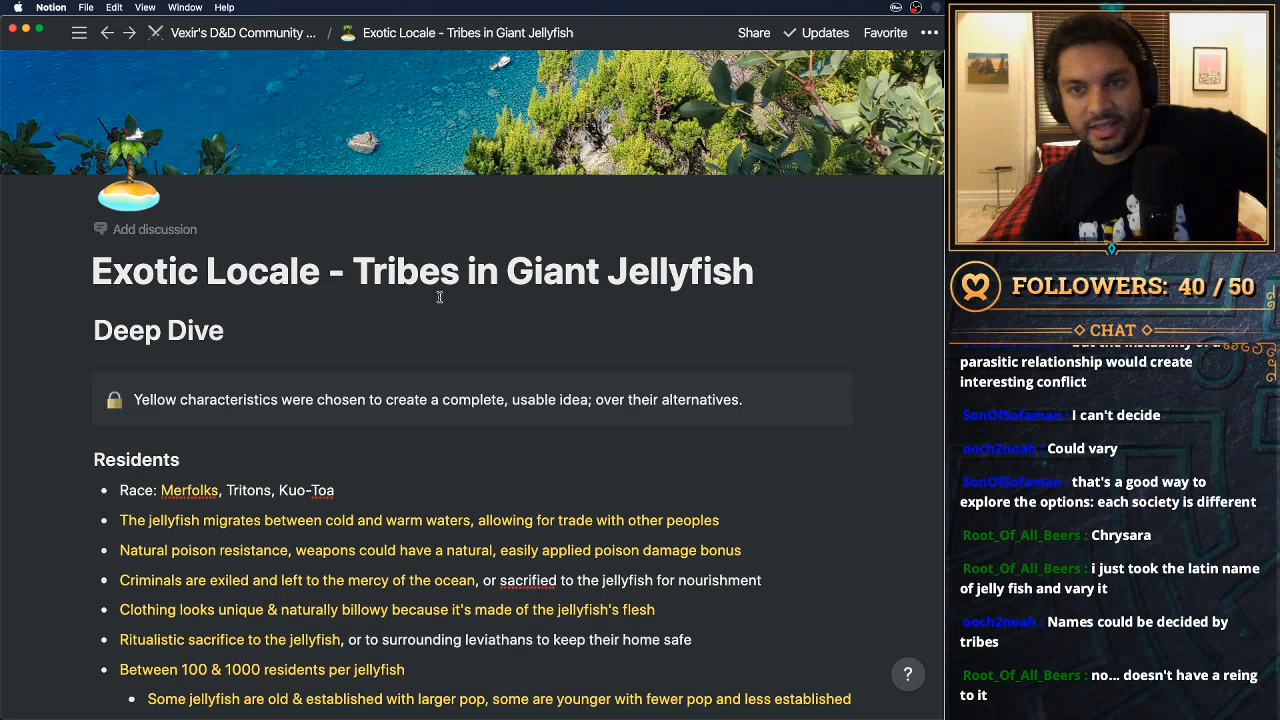 Notion File Edit View Window Help
Vexir's D&D Community ... / Exotic Locale - Tribes in Giant Jellyfish
Share Updates Favorite
Add discussion
Exotic Locale - Tribes in Giant Jellyfish
Deep Dive
Yellow characteristics were chosen to create a complete, usable idea; over their alternatives.
Residents
Race: Merfolks, Tritons, Kuo-Toa
The jellyfish migrates between cold and warm waters, allowing for trade with other peoples
Natural poison resistance, weapons could have a natural, easily applied poison damage bonus
Criminals are exiled and left to the mercy of the ocean, or sacrified to the jellyfish for nourishment
Clothing looks unique & naturally billowy because it's made of the jellyfish's flesh
Ritualistic sacrifice to the jellyfish, or to surrounding leviathans to keep their home safe
Between 100 & 1000 residents per jellyfish
Some jellyfish are old & established with larger pop, some are younger with fewer pop and less established
?
FOLLOWERS: 40 / 50
CHAT
but the instability of a
parasitic relationship would create
interesting conflict
SonOfSofaman : I can't decide
ooch2noah : Could vary
SonOfSofaman : that's a good way to
explore the options: each society is different
Root_Of_All_Beers : Chrysara
Root_Of_All_Beers : i just took the latin name
of jelly fish and vary it
ooch2noah : Names could be decided by
tribes
Root_Of_All_Beers : no... doesn't have a reing
to it